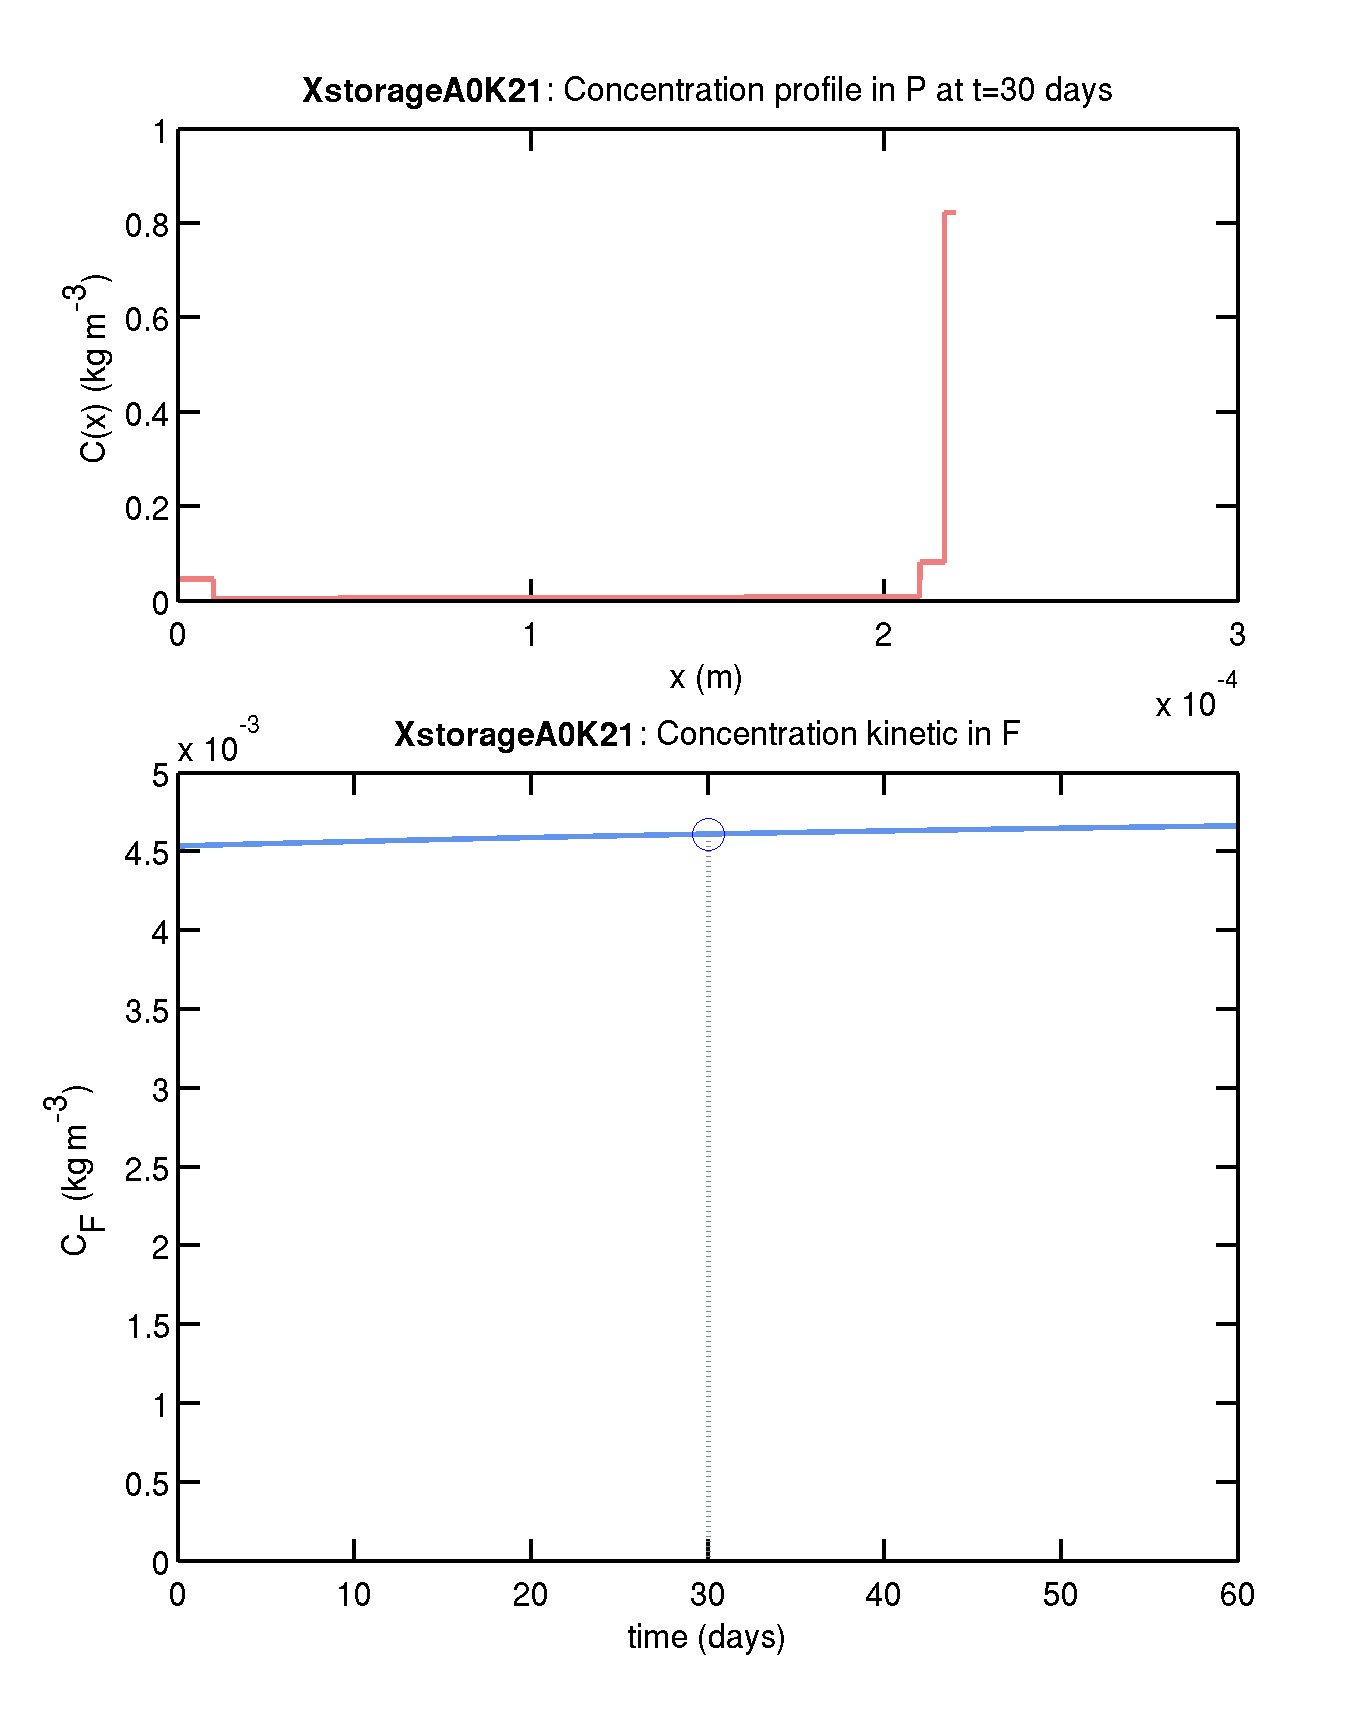 XstorageA0K21: Concentration profile in P at t=30 days
1
0.8
0.6
0.4
0.2
0
C(x) (kg m-3)
0 1 2 3
x (m)
x 10-4
XstorageA0K21: Concentration kinetic in F
x 10-3
5
4.5
4
3.5
3
2.5
2
1.5
1
0.5
0
CF (kg m-3)
0 10 20 30 40 50 60
time (days)